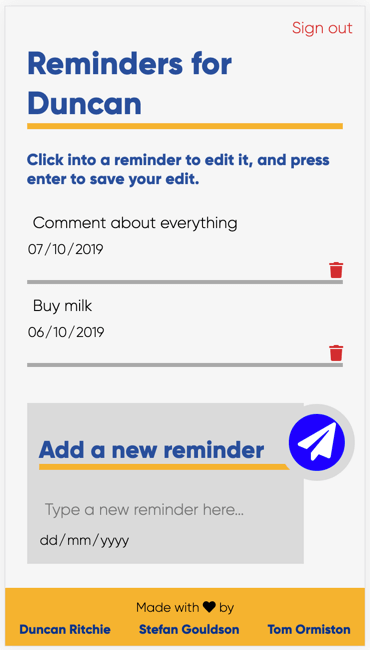 Sign out
Reminders for
Duncan
Click into a reminder to edit it, and press
enter to save your edit.
Comment about everything
07/10/2019
Buy milk
06/10/2019
Add a new reminder
Type a new reminder here...
dd/mm/yyyy
Made with ♥ by
Duncan Ritchie Stefan Gouldson Tom Ormiston